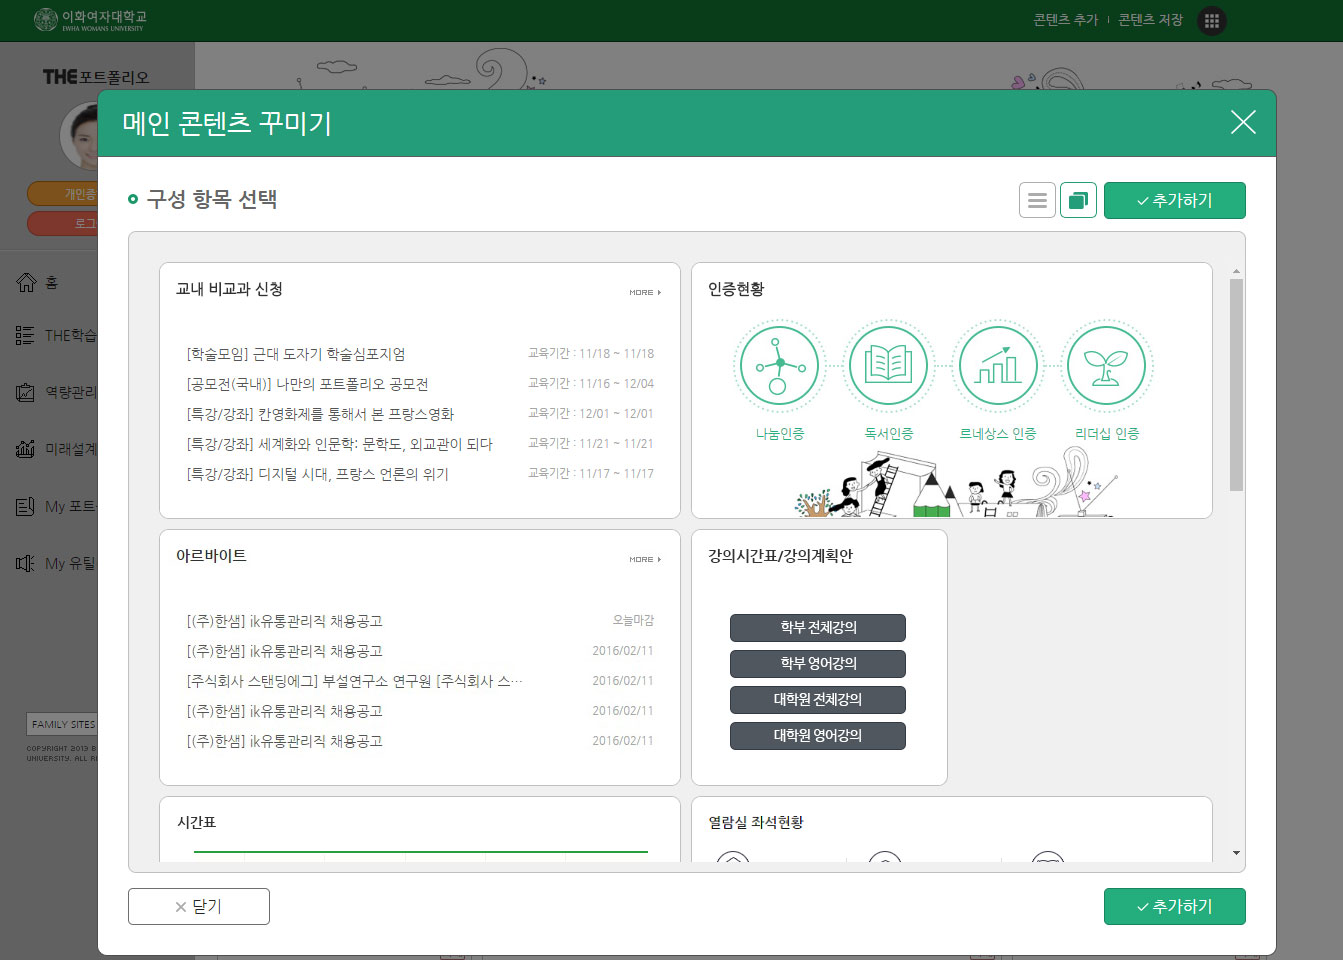 이화여자대학교
EWHA WOMANS UNIVERSITY
콘텐츠 추가 | 콘텐츠 저장
THE포트폴리오
개인
로그
홈
THE학습
역량관리
미래설계
My 포트
My 유틸
FAMILY SITES
COPYRIGHT 2013
UNIVERSITY. ALL
메인 콘텐츠 꾸미기
구성 항목 선택
추가하기
교내 비교과 신청
MORE
[학술모임] 근대 도자기 학술심포지엄 교육기간 : 11/18 ~ 11/18
[공모전(국내)] 나만의 포트폴리오 공모전 교육기간 : 11/16 ~ 12/04
[특강/강좌] 칸영화제를 통해서 본 프랑스영화 교육기간 : 12/01 ~ 12/01
[특강/강좌] 세계화와 인문학: 문학도, 외교관이 되다 교육기간 : 11/21 ~ 11/21
[특강/강좌] 디지털 시대, 프랑스 언론의 위기 교육기간 : 11/17 ~ 11/17
인증현황
나눔인증 독서인증 르네상스 인증 리더십 인증
아르바이트
MORE
[(주)한샘] ik유통관리직 채용공고 오늘마감
[(주)한샘] ik유통관리직 채용공고 2016/02/11
[주식회사 스탠딩에그] 부설연구소 연구원 [주식회사 스… 2016/02/11
[(주)한샘] ik유통관리직 채용공고 2016/02/11
[(주)한샘] ik유통관리직 채용공고 2016/02/11
강의시간표/강의계획안
학부 전체강의
학부 영어강의
대학원 전체강의
대학원 영어강의
시간표
열람실 좌석현황
닫기
추가하기